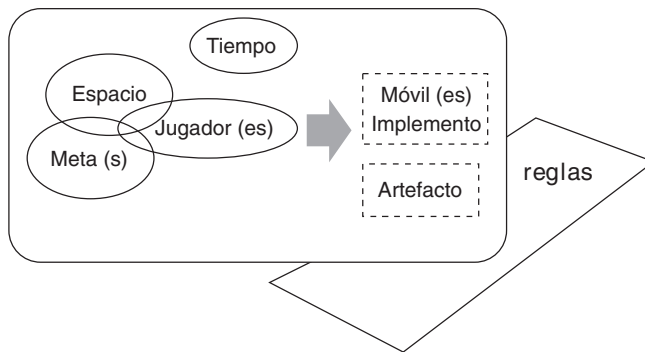 Tiempo
Espacio
Jugador (es)
Meta (s)
Móvil (es)
Implemento
Artefacto
reglas